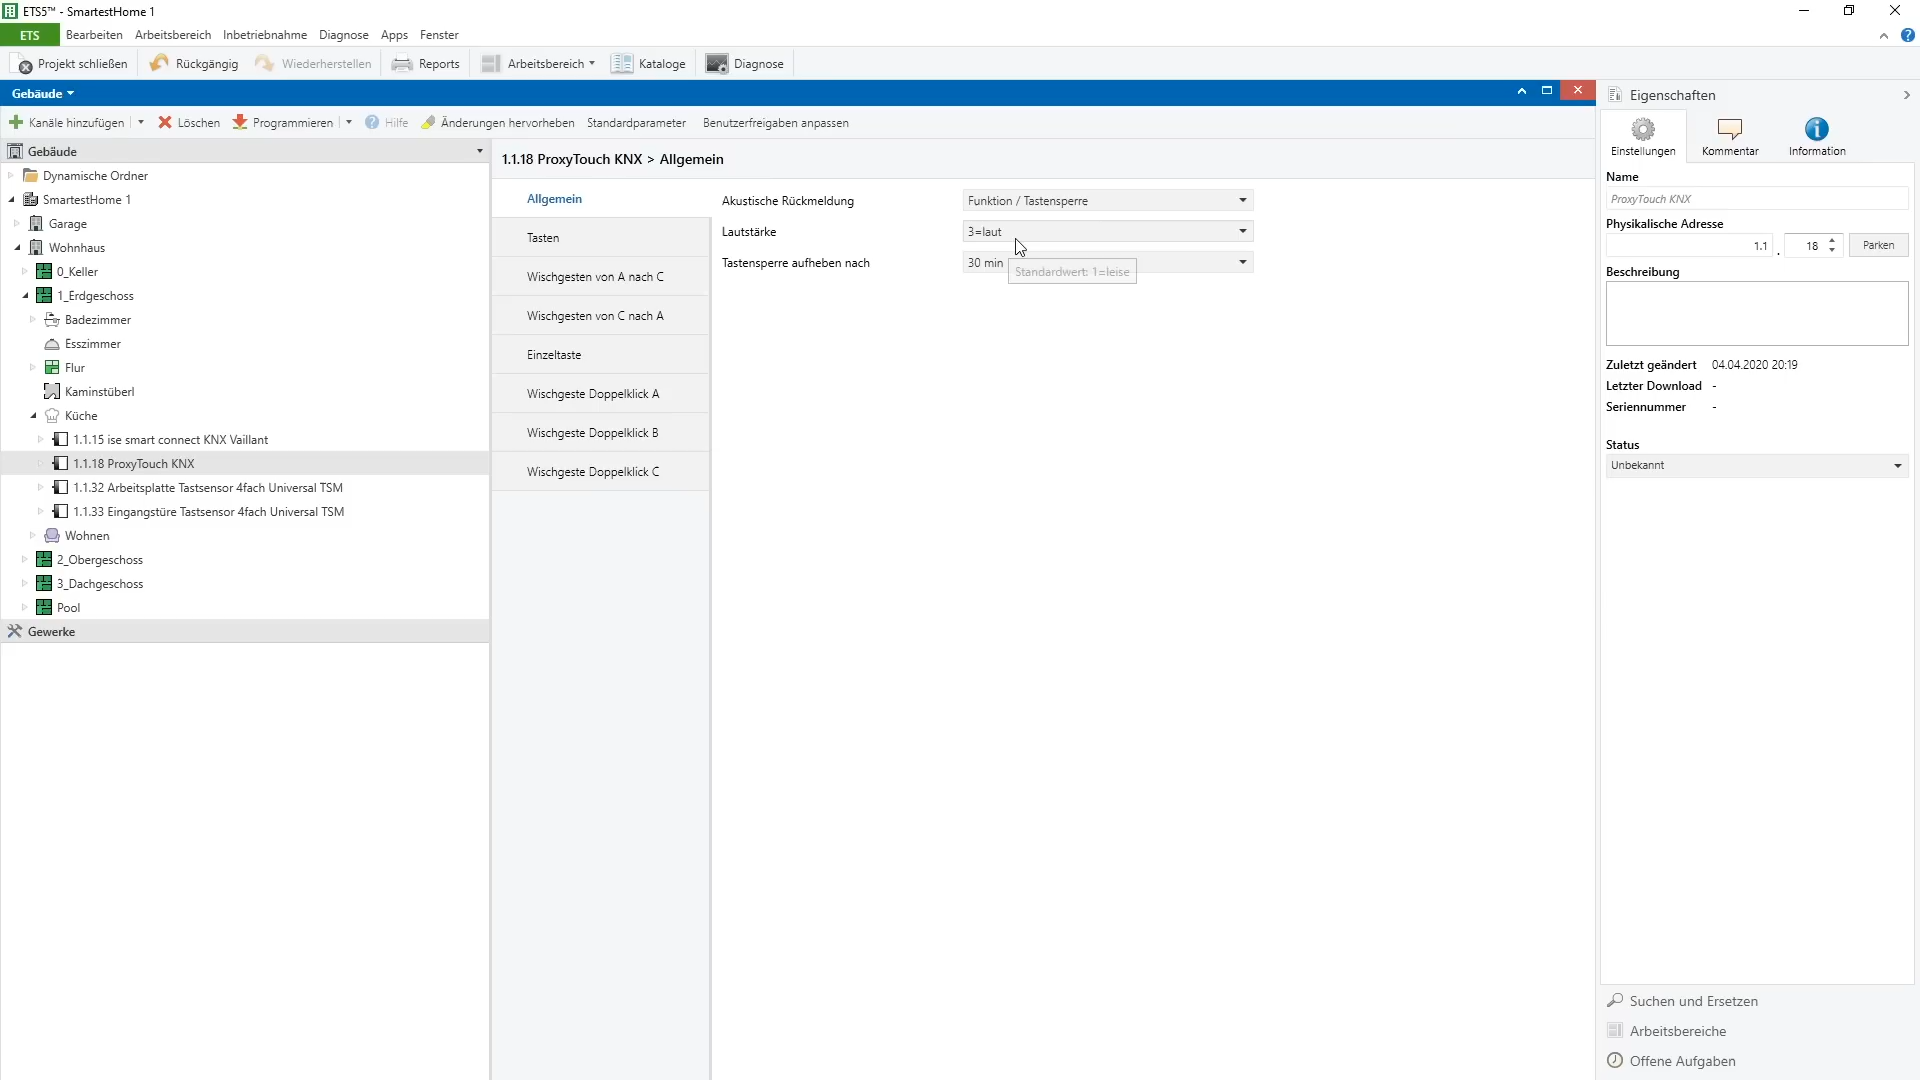 ETS5™ - SmartestHome 1
ETS Bearbeiten Arbeitsbereich Inbetriebnahme Diagnose Apps Fenster
Projekt schließen Rückgängig Wiederherstellen Reports Arbeitsbereich Kataloge Diagnose
Gebäude
Kanäle hinzufügen Löschen Programmieren Hilfe Änderungen hervorheben Standardparameter Benutzerfreigaben anpassen
Gebäude
Dynamische Ordner
SmartestHome 1
Garage
Wohnhaus
0_Keller
1_Erdgeschoss
Badezimmer
Esszimmer
Flur
Kaminstüberl
Küche
1.1.15 ise smart connect KNX Vaillant
1.1.18 ProxyTouch KNX
1.1.32 Arbeitsplatte Tastsensor 4fach Universal TSM
1.1.33 Eingangstüre Tastsensor 4fach Universal TSM
Wohnen
2_Obergeschoss
3_Dachgeschoss
Pool
Gewerke
1.1.18 ProxyTouch KNX > Allgemein
Allgemein
Tasten
Wischgesten von A nach C
Wischgesten von C nach A
Einzeltaste
Wischgeste Doppelklick A
Wischgeste Doppelklick B
Wischgeste Doppelklick C
Akustische Rückmeldung Funktion / Tastensperre
Lautstärke 3=laut
Tastensperre aufheben nach 30 min
Standardwert: 1=leise
Eigenschaften
Einstellungen Kommentar Information
Name
ProxyTouch KNX
Physikalische Adresse
1.1 . 18 Parken
Beschreibung
Zuletzt geändert 04.04.2020 20:19
Letzter Download -
Seriennummer -
Status
Unbekannt
Suchen und Ersetzen
Arbeitsbereiche
Offene Aufgaben